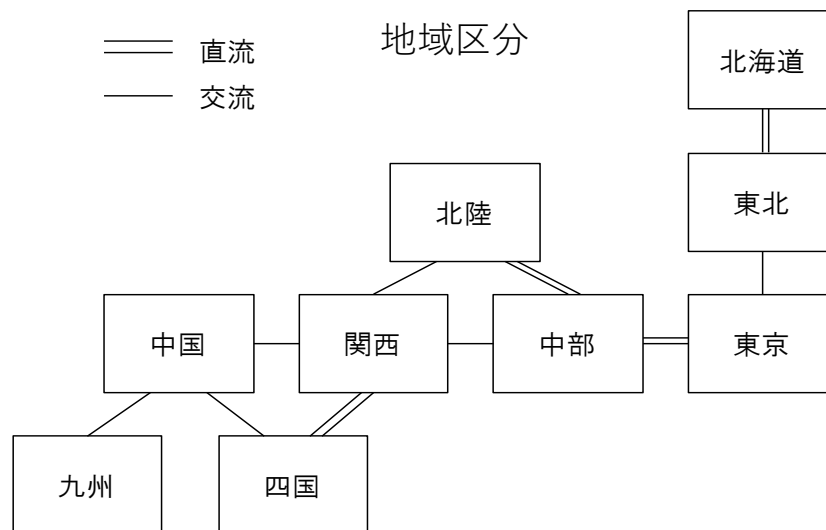 地域区分
直流
交流
北海道
東北
北陸
中国
関西
中部
東京
九州
四国